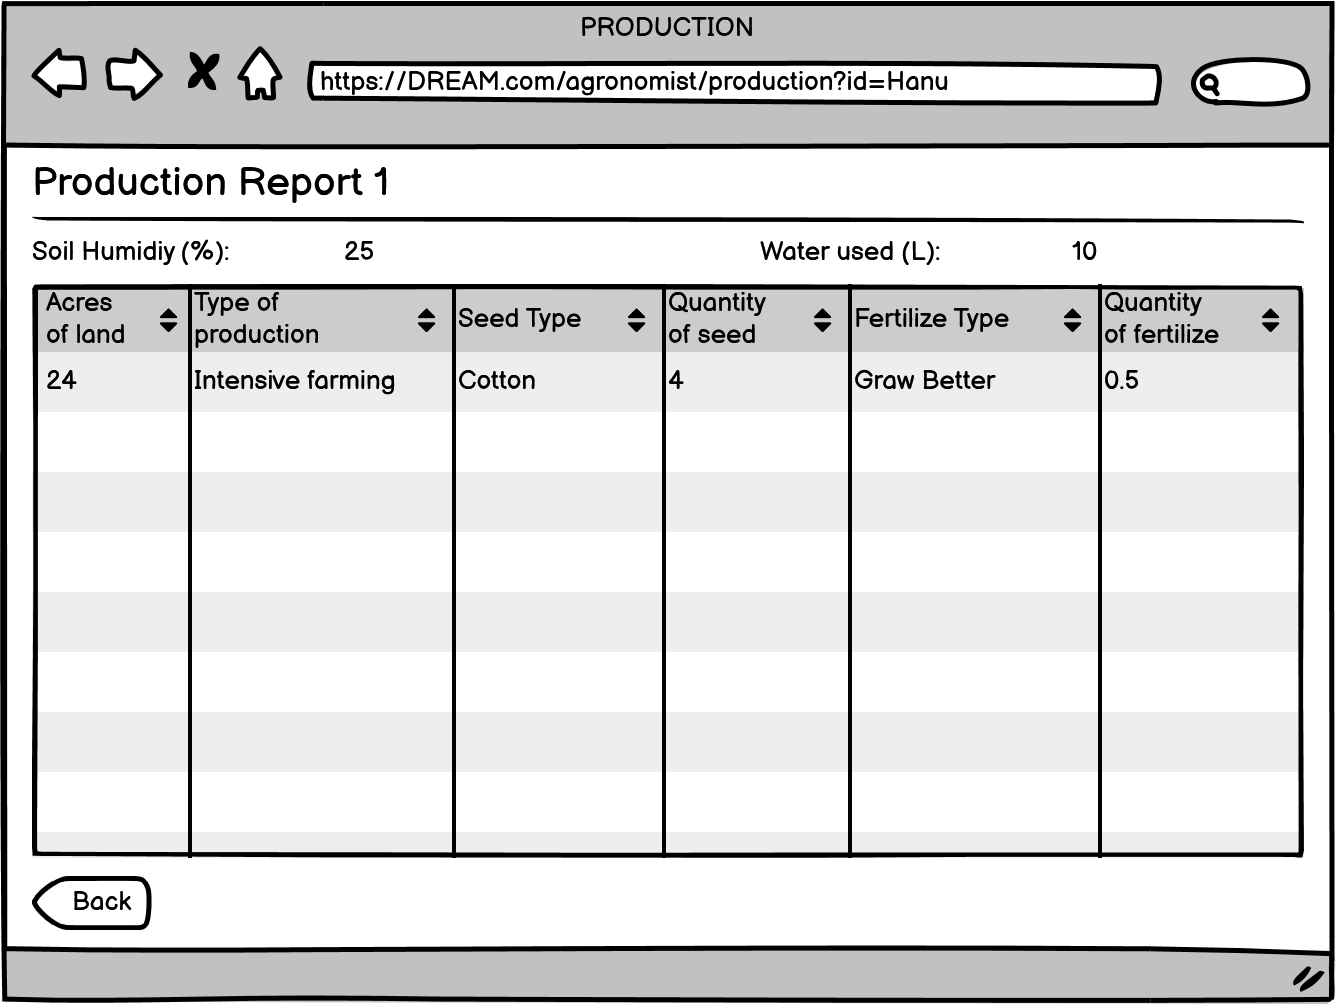 PRODUCTION
https://DREAM.com/agronomist/production?id=Hanu
Production Report 1
Soil Humidiy (%): 25 Water used (L): 10
Acres of land Type of production Seed Type Quantity of seed Fertilize Type Quantity of fertilize
24 Intensive farming Cotton 4 Graw Better 0.5
Back